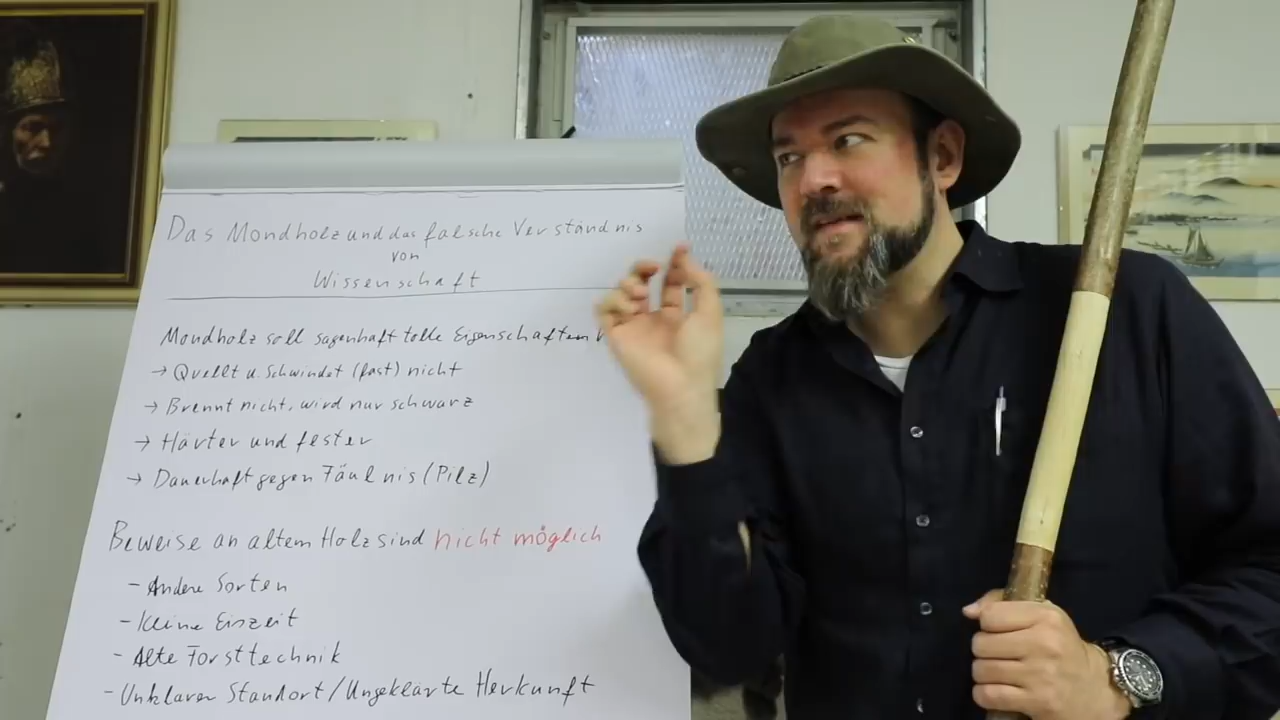 Das Mondholz und das falsche Verständnis
von
Wissenschaft
Mondholz soll sagenhaft tolle Eigenschaften
→ Quellt u. Schwindet (fast) nicht
→ Brennt nicht, wird nur schwarz
→ Härter und fester
→ Dauerhaft gegen Fäulnis (Pilz)
Beweise an altem Holz sind nicht möglich
- Andere Sorten
- Keine Eiszeit
- Alte Forsttechnik
- Unklarer Standort/Ungeklärte Herkunft